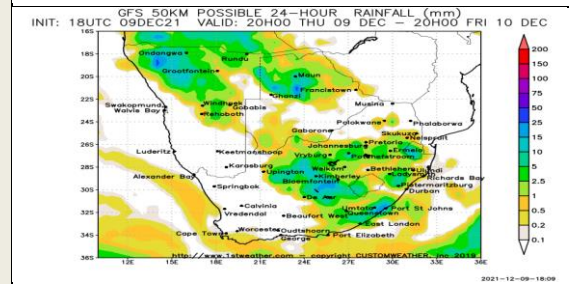 GFS 50KM POSSIBLE 24-HOUR RAINFALL (mm)
INIT: 18UTC 09DEC21 VALID: 20H00 THU 09 DEC - 20H00 FRI 10 DEC
16S
Ondangwa
Rundu
18S
200
Grootfontein
Maun
150
20S
Ghanzi
Francistown
100
22S
Swakopmund
Windhoek
Gobabis
Musina
75
Walvis Bay
Rehoboth
Polokwane
Phalaborwa
50
24S
Gaborone
Skukuza
25
Pretoria
Nelspruit
15
Luderitz
Keetmanshoop
Johannesburg
Ermelo
26S
Vryburg
Potchefstroom
10
Karasburg
Upington
Welkom
Bethlehem
Ulundi
5
28S
Alexander Bay
Kimberley
Ladysmith
Richards Bay
2.5
Springbok
Bloemfontein
Pietermaritzburg
30S
De Aar
Durban
1
Calvinia
Umtata
Port St Johns
0.5
32S
Vredendal
Beaufort West
Queenstown
0.2
East London
34S
Cape Town
Worcester
Oudtshoorn
Port Elizabeth
0.1
George
36S
http://www.1stweather.com - copyright CUSTOMWEATHER, Inc 2019
12E 15E 18E 21E 24E 27E 30E 33E 36E
2021-12-09-18:09